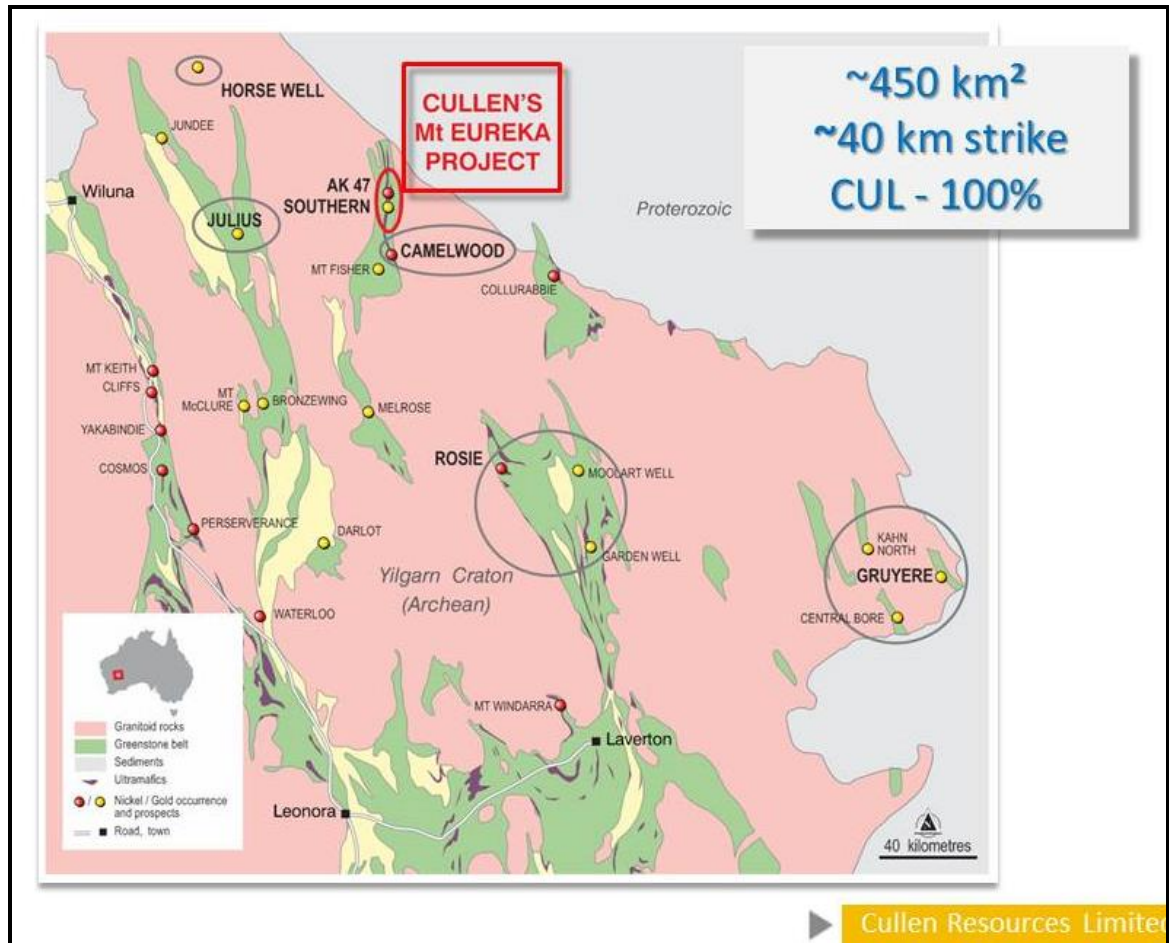 HORSE WELL
JUNDEE
Wiluna
JULIUS
CULLEN'S
Mt EUREKA
PROJECT
~450 km²
~40 km strike
CUL - 100%
AK 47
SOUTHERN
Proterozoic
CAMELWOOD
MT FISHER
COLLURABBIE
MT KEITH
CLIFFS
MT
McCLURE
BRONZEWING
MELROSE
YAKABINDIE
COSMOS
ROSIE
MOOLART WELL
PERSERVERANCE
DARLOT
GARDEN WELL
KAHN
NORTH
GRUYERE
Yilgarn Craton
(Archean)
CENTRAL BORE
WATERLOO
MT WINDARRA
Laverton
Leonora
Granitoid rocks
Greenstone belt
Sediments
Ultramafics
/ Nickel / Gold occurrence
and prospects
Road, town
N
40 kilometres
Cullen Resources Limited